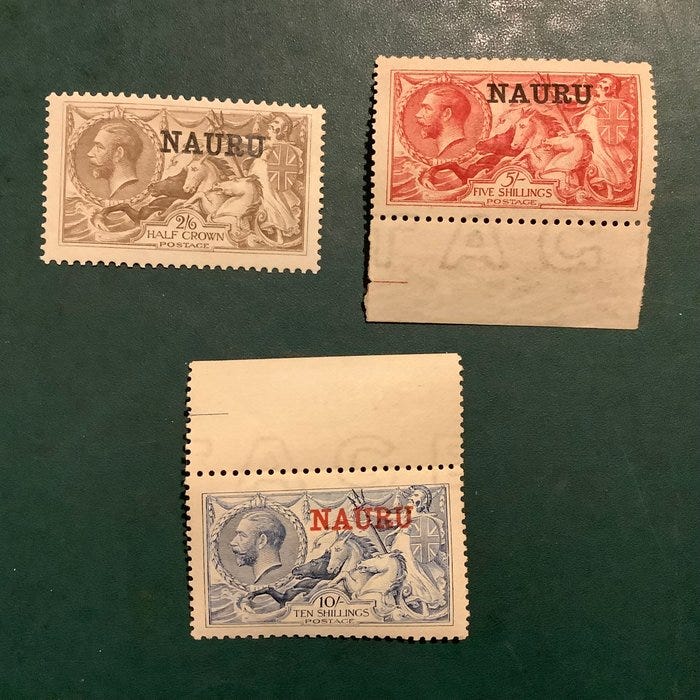 NAURU
2/6
HALF CROWN
POSTAGE
NAURU
5/-
FIVE SHILLINGS
POSTAGE
NAURU
10/-
TEN SHILLINGS
POSTAGE